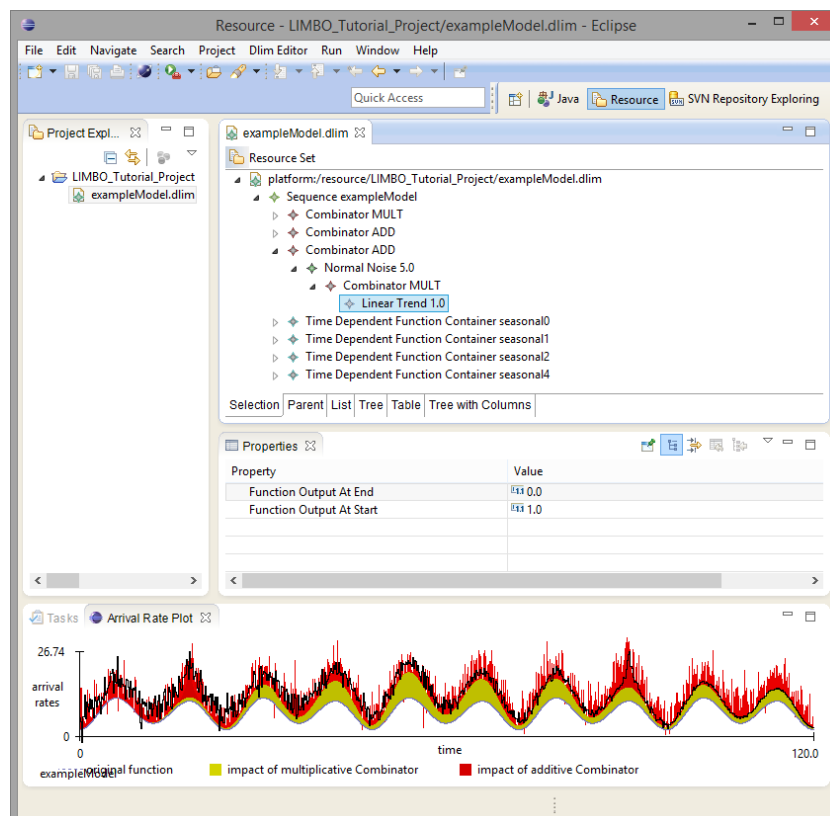 Resource - LIMBO_Tutorial_Project/exampleModel.dlim - Eclipse
File Edit Navigate Search Project Dlim Editor Run Window Help
Quick Access
Java Resource SVN Repository Exploring
Project Expl...
LIMBO_Tutorial_Project
exampleModel.dlim
exampleModel.dlim
Resource Set
platform:/resource/LIMBO_Tutorial_Project/exampleModel.dlim
Sequence exampleModel
Combinator MULT
Combinator ADD
Combinator ADD
Normal Noise 5.0
Combinator MULT
Linear Trend 1.0
Time Dependent Function Container seasonal0
Time Dependent Function Container seasonal1
Time Dependent Function Container seasonal2
Time Dependent Function Container seasonal4
Selection Parent List Tree Table Tree with Columns
Properties
Property Value
Function Output At End 0.0
Function Output At Start 1.0
Tasks Arrival Rate Plot
26.74
arrival
rates
0
0 time 120.0
exampleModel original function impact of multiplicative Combinator impact of additive Combinator